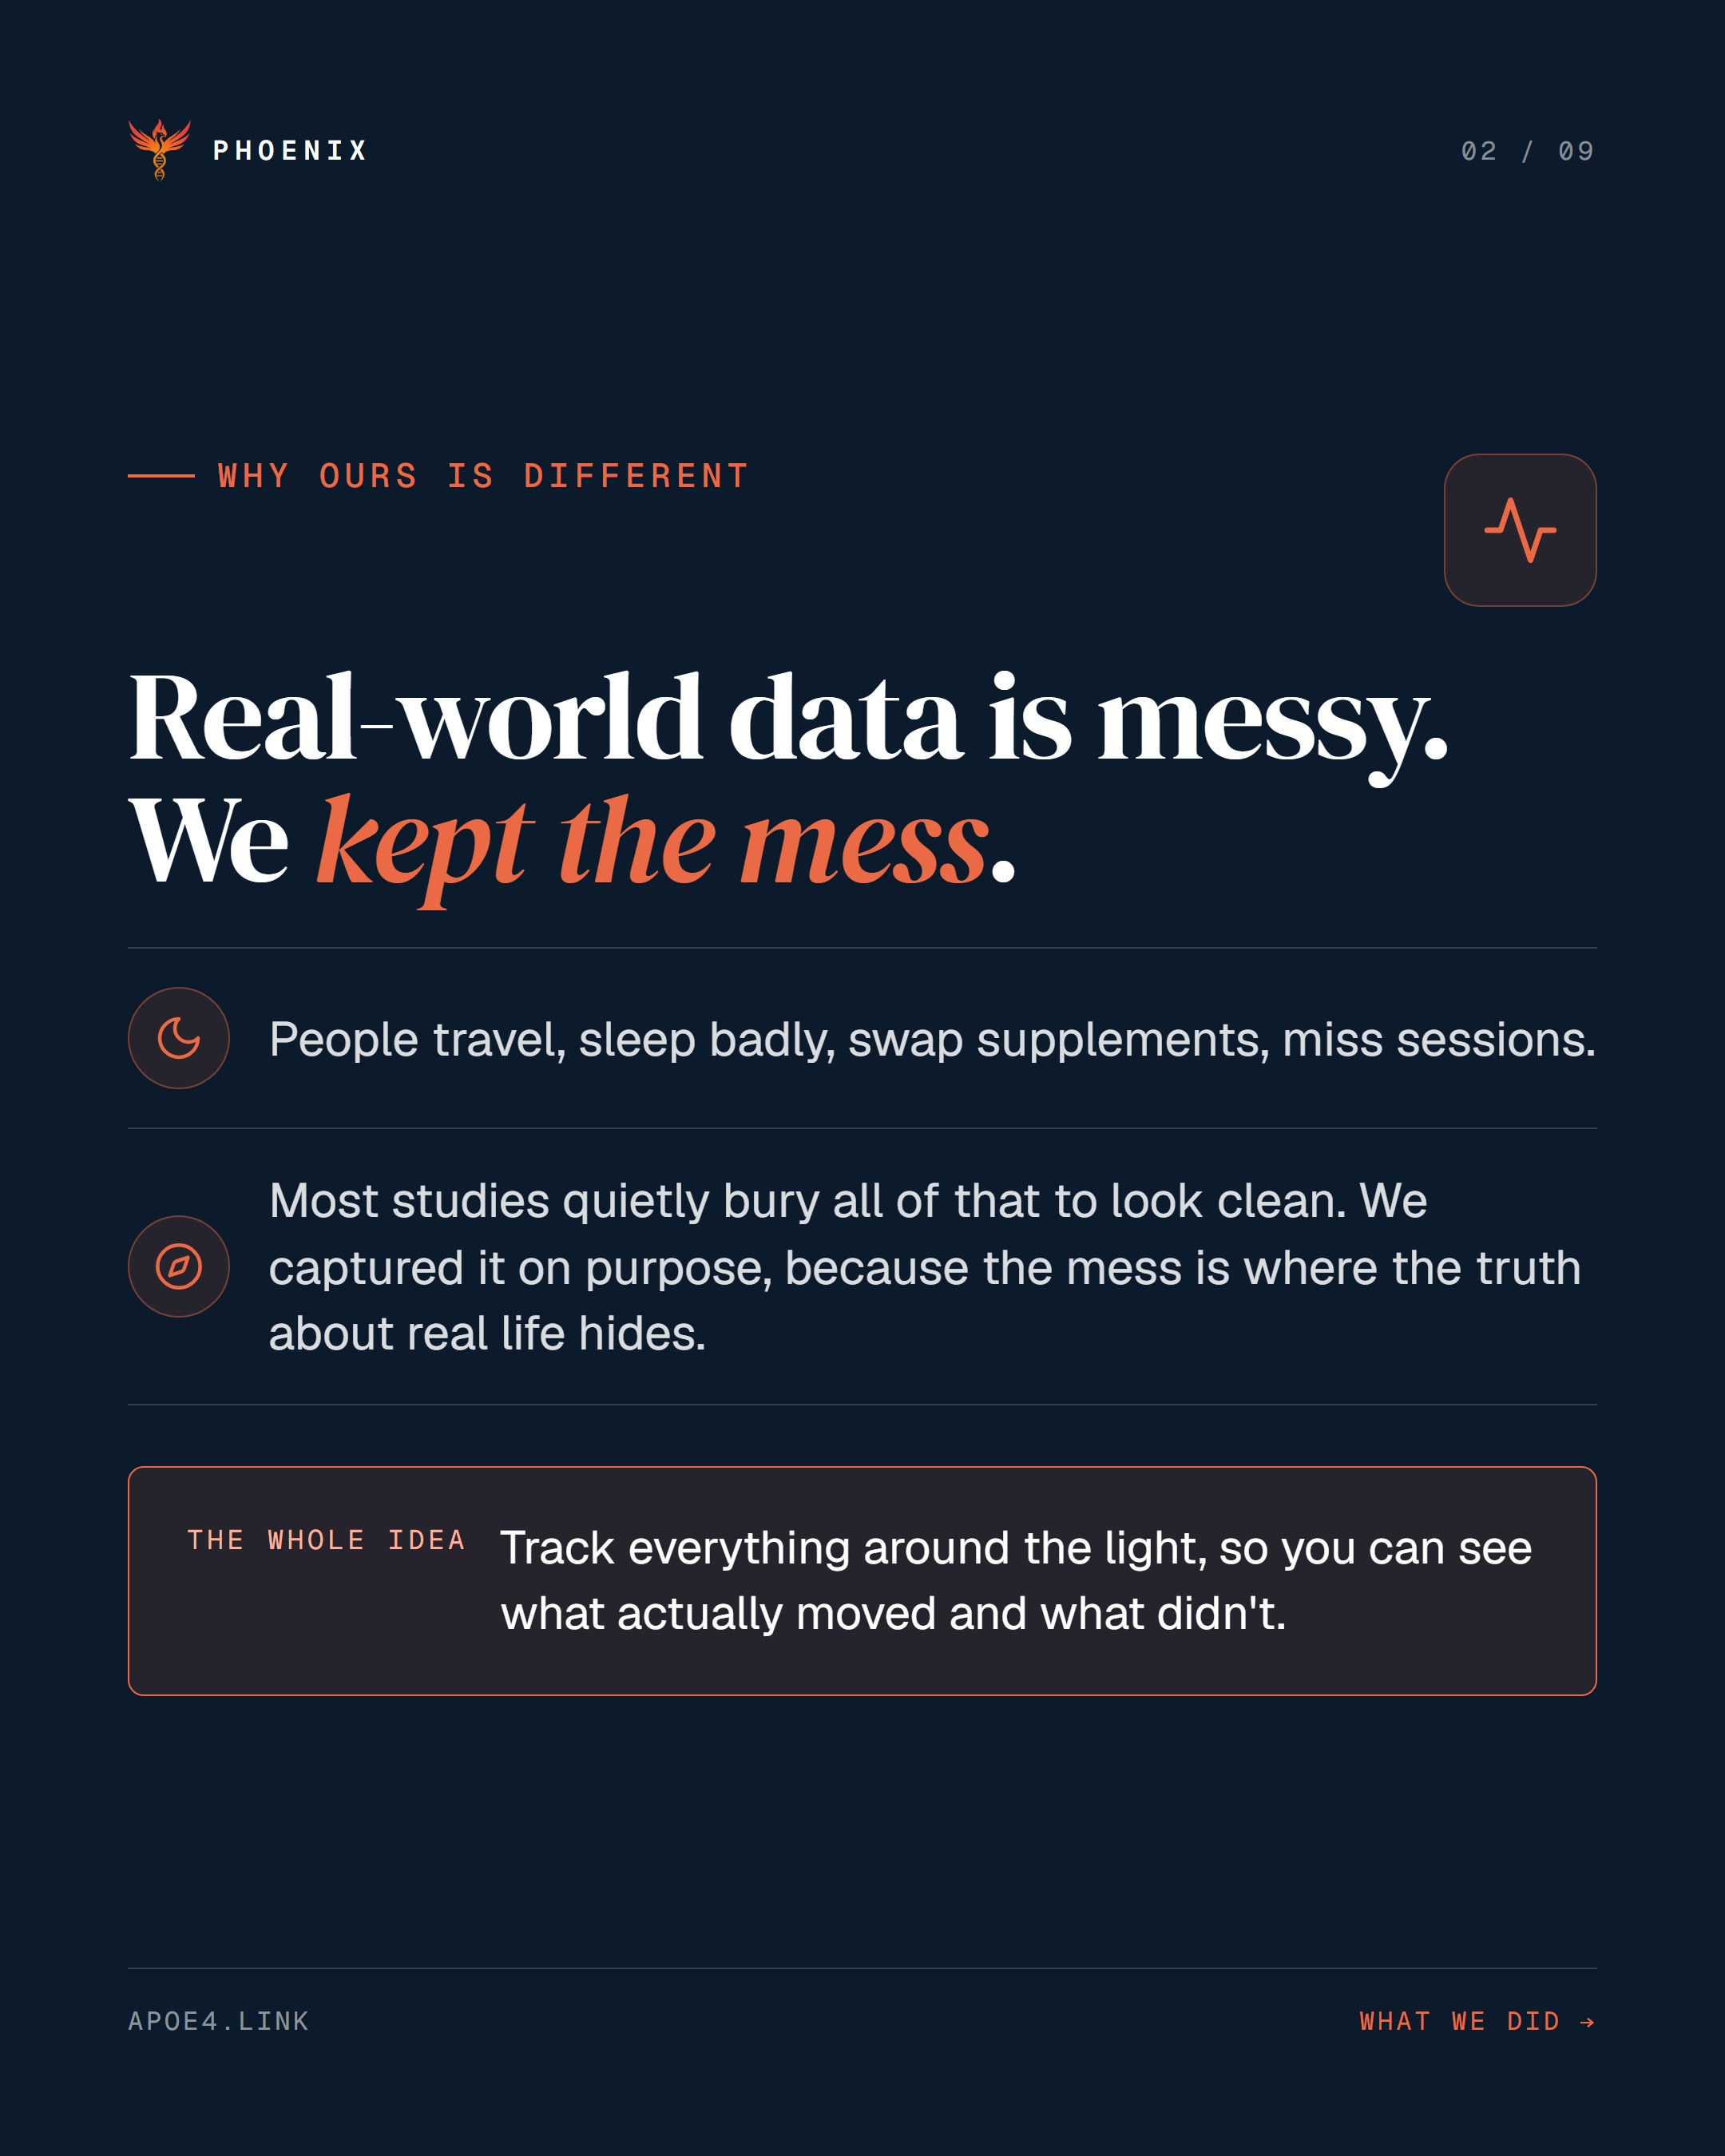 PHOENIX
02 / 09
WHY OURS IS DIFFERENT
Real-world data is messy.
We kept the mess.
People travel, sleep badly, swap supplements, miss sessions.
Most studies quietly bury all of that to look clean. We
captured it on purpose, because the mess is where the truth
about real life hides.
THE WHOLE IDEA
Track everything around the light, so you can see
what actually moved and what didn't.
APOE4.LINK
WHAT WE DID →